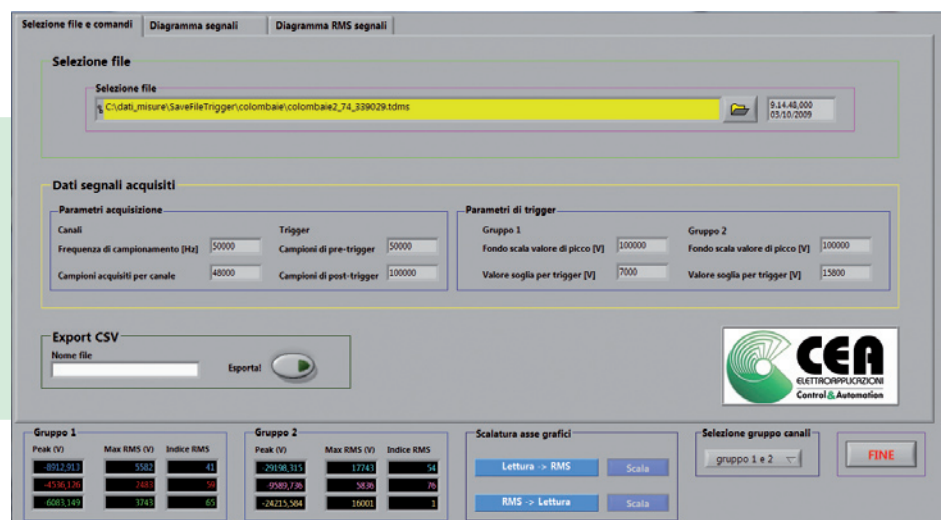 Selezione file e comandi
Diagramma segnali
Diagramma RMS segnali
Selezione file
Selezione file
C:\dati_misure\SaveFileTrigger\colombaie\colombaie2_74_339029.tdms
9.14.48,000
03/10/2009
Dati segnali acquisiti
Parametri acquisizione
Canali
Trigger
Frequenza di campionamento [Hz]
50000
Campioni di pre-trigger
50000
Campioni acquisiti per canale
48000
Campioni di post-trigger
100000
Parametri di trigger
Gruppo 1
Gruppo 2
Fondo scala valore di picco [V]
100000
Fondo scala valore di picco [V]
100000
Valore soglia per trigger [V]
7000
Valore soglia per trigger [V]
15800
Export CSV
Nome file
Esporta!
CEA
ELETTROAPPLICAZIONI
Control & Automation
Gruppo 1
Peak (V) Max RMS (V) Indice RMS
-8912,913 5582 41
-4536,126 2483 59
-6083,149 3743 65
Gruppo 2
Peak (V) Max RMS (V) Indice RMS
-29198,315 17743 54
-9589,736 5836 76
-24215,584 16001 1
Scalatura asse grafici
Lettura -> RMS
Scala
RMS -> Lettura
Scala
Selezione gruppo canali
gruppo 1 e 2
FINE